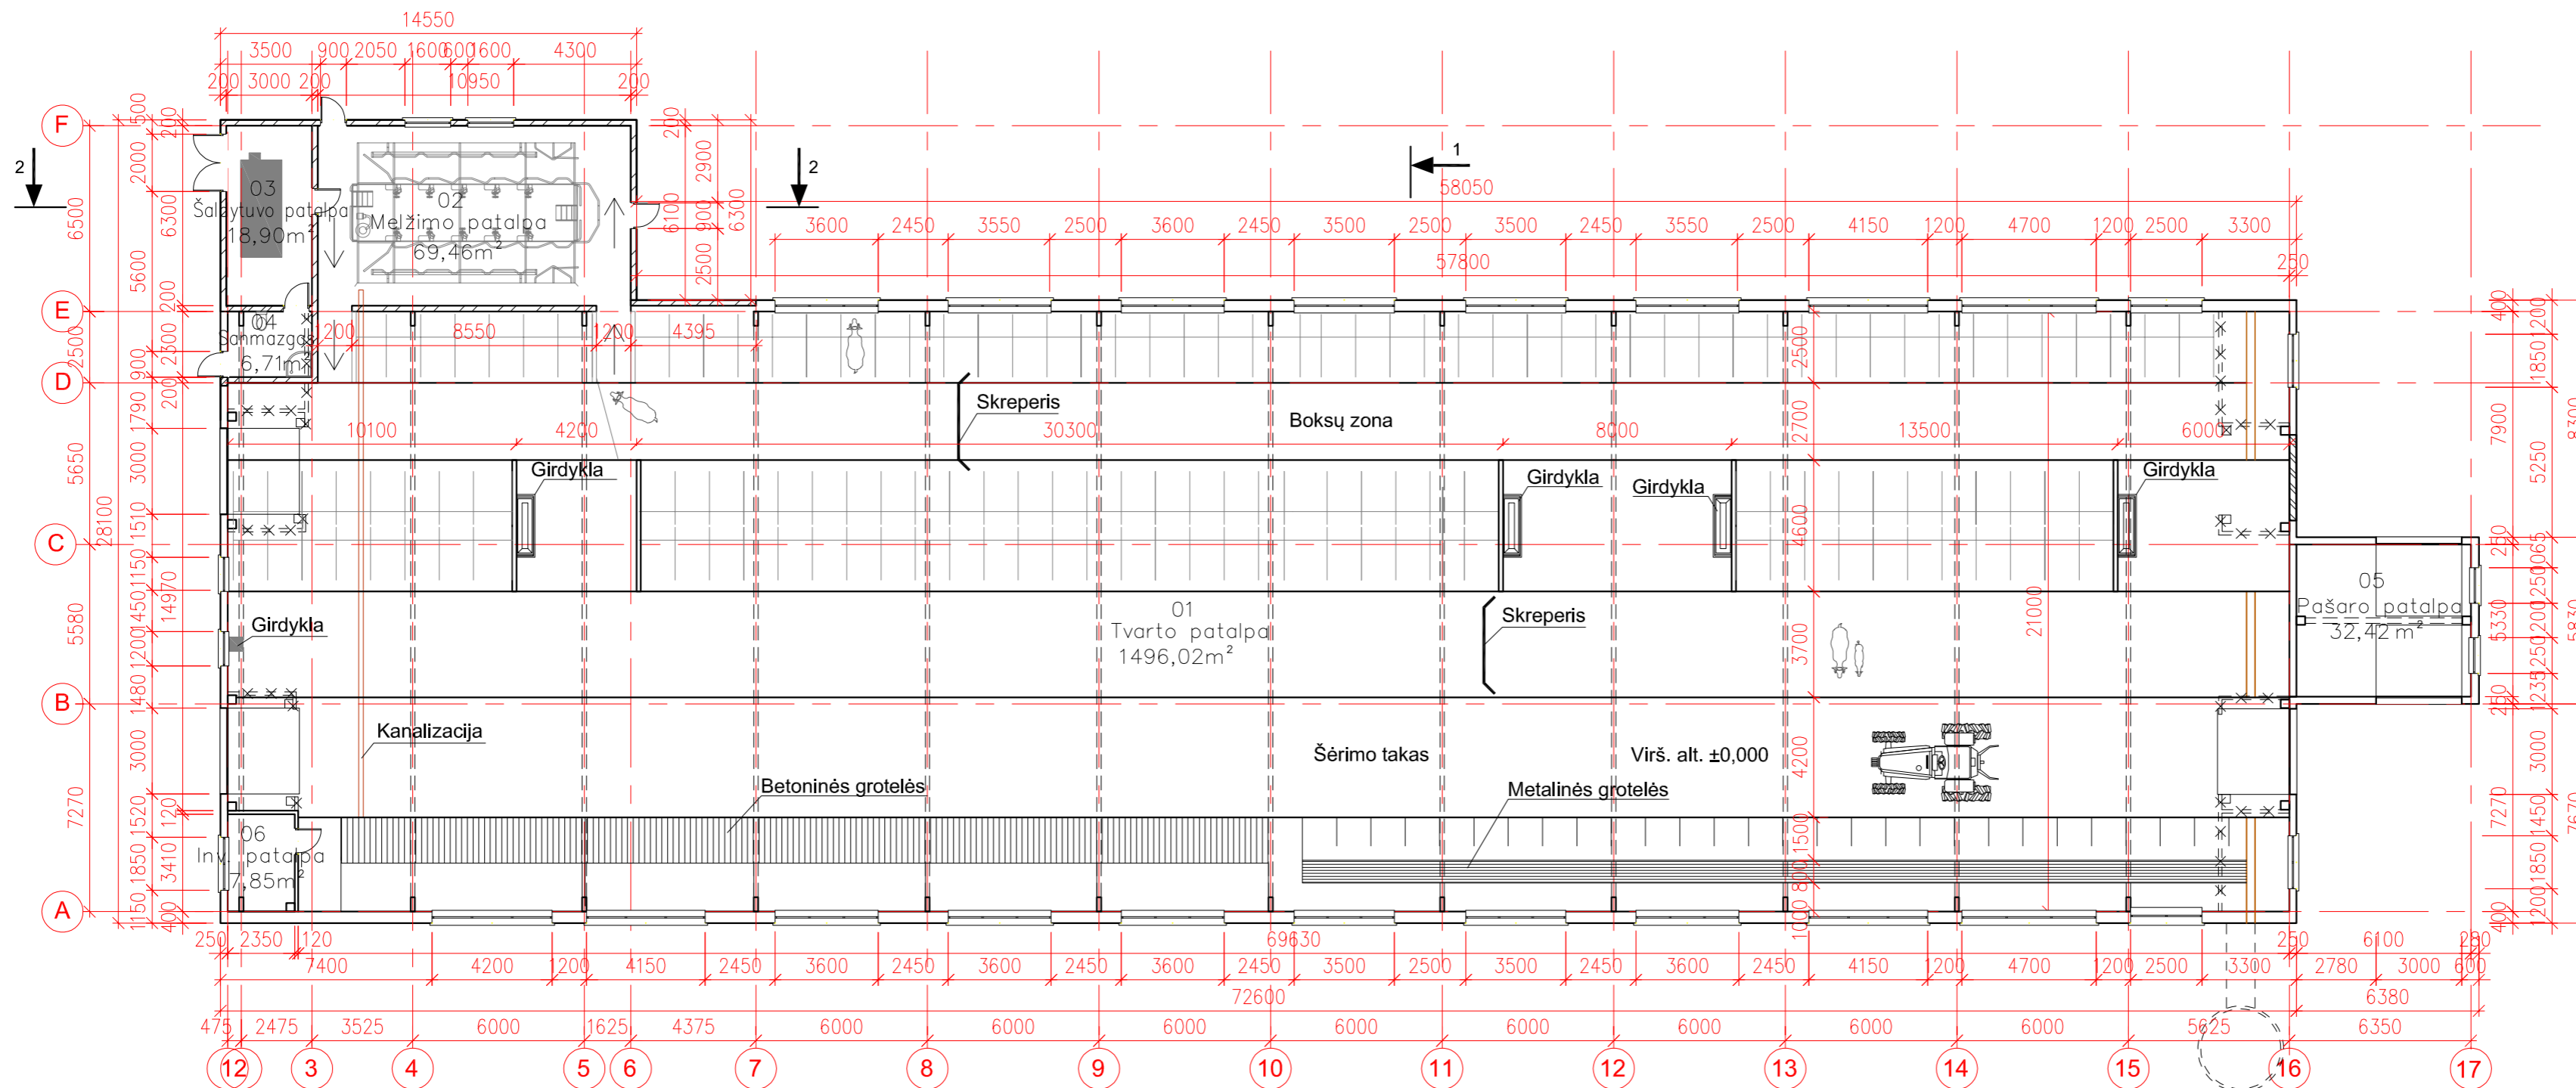 14550
3500 900 2050 1600 600 1600 4300
200 3000 200 10950 200
F
2
2
1
58050
3600 2450 3550 2500 3600 2450 3500 2500 3500 2450 3550 2500 4150 1200 4700 1200 2500 3300
57800 250
500
200
2000
6500
6300
5600
200
2500
2300
900
200
1790
5650
3000
28100
1510
1150
14970
1450
5580
1200
1480
3000
7270
1520
120
1850
3410
1150
400
200
2900
6100
900
6300
2500
03
Šaldytuvo patalpa
18,90m²
02
Melžimo patalpa
69,46m²
E
04
Sanmazgas
6,71m²
1200 8550 1200 4395
D
Skreperis
Boksų zona
10100 4200 30300 8000 13500 6000
Girdykla
Girdykla
Girdykla
Girdykla
C
2500
2700
4600
3700
21000
4200
1500
800
1000
01
Tvarto patalpa
1496,02m²
Skreperis
Girdykla
05
Pašaro patalpa
32,42 m²
B
Kanalizacija
Šėrimo takas
Virš. alt. ±0,000
Betoninės grotelės
Metalinės grotelės
06
Inv. patalpa
7,85m²
A
400
200
1850
8300
7900
5250
250
5330
5830
200
250
1235
3000
7270
1450
7670
1850
1200
400
250 2350 120 69630 250 6100 280
7400 4200 1200 4150 2450 3600 2450 3600 2450 3600 2450 3500 2500 3500 2450 3600 2450 4150 1200 4700 1200 2500 3300 2780 3000 600
72600 6380
475 2475 3525 6000 1625 4375 6000 6000 6000 6000 6000 6000 6000 6000 5625 6350
1 2 3 4 5 6 7 8 9 10 11 12 13 14 15 16 17